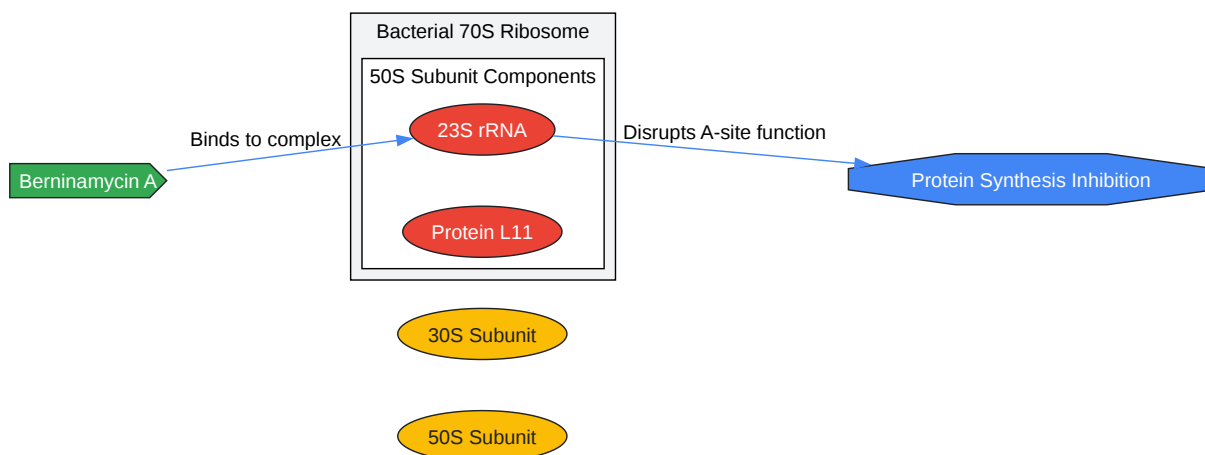 Bacterial 70S Ribosome
50S Subunit Components
23S rRNA
Binds to complex
Disrupts A-site function
Berninamycin A
Protein Synthesis Inhibition
Protein L11
30S Subunit
50S Subunit